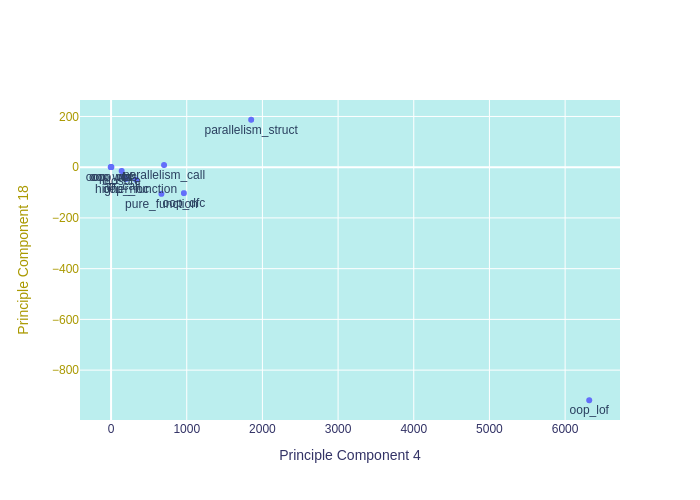 200
parallelism_struct
0
parallelism_call
pure_function
oop_dfc
−200
−400
−600
−800
oop_lof
0
1000
2000
3000
4000
5000
6000
Principle Component 4
Principle Component 18